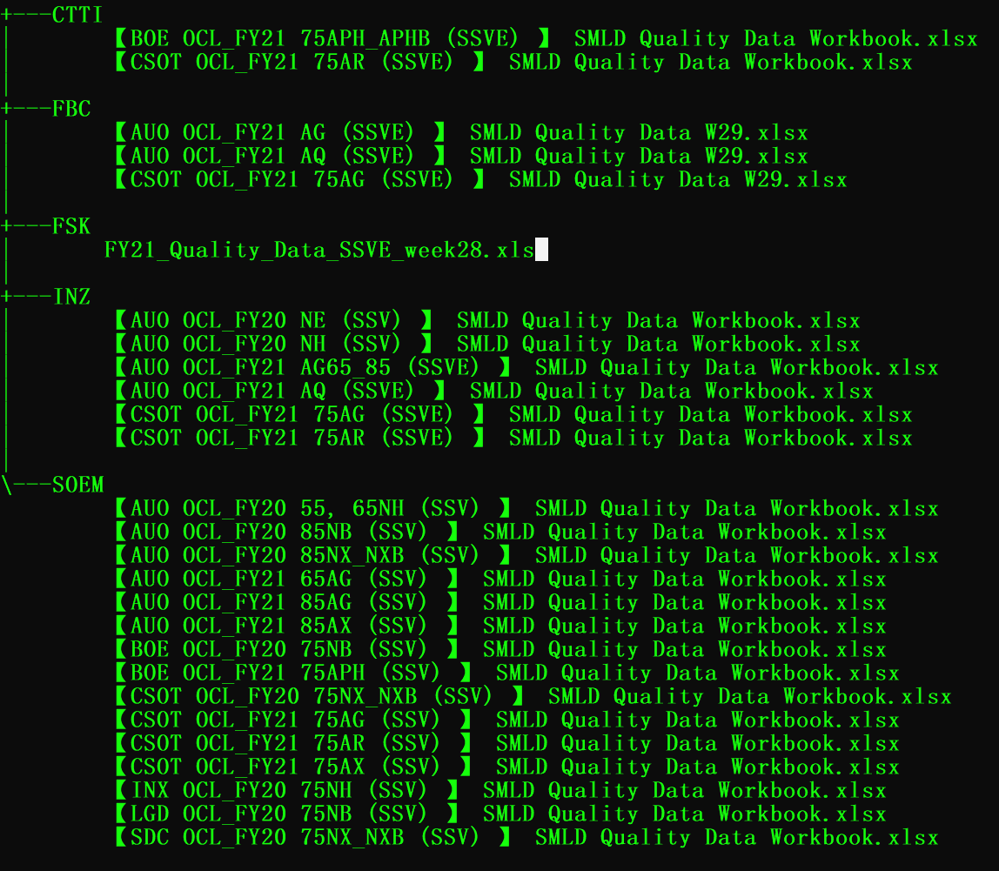 +---CTTI
|       【BOE OCL_FY21 75APH_APHB (SSVE) 】 SMLD Quality Data Workbook.xlsx
|       【CSOT OCL_FY21 75AR (SSVE) 】 SMLD Quality Data Workbook.xlsx
|
+---FBC
|       【AUO OCL_FY21 AG (SSVE) 】 SMLD Quality Data W29.xlsx
|       【AUO OCL_FY21 AQ (SSVE) 】 SMLD Quality Data W29.xlsx
|       【CSOT OCL_FY21 75AG (SSVE) 】 SMLD Quality Data W29.xlsx
|
+---FSK
|       FY21_Quality_Data_SSVE_week28.xls
|
+---INZ
|       【AUO OCL_FY20 NE (SSV) 】 SMLD Quality Data Workbook.xlsx
|       【AUO OCL_FY20 NH (SSV) 】 SMLD Quality Data Workbook.xlsx
|       【AUO OCL_FY21 AG65_85 (SSVE) 】 SMLD Quality Data Workbook.xlsx
|       【AUO OCL_FY21 AQ (SSVE) 】 SMLD Quality Data Workbook.xlsx
|       【CSOT OCL_FY21 75AG (SSVE) 】 SMLD Quality Data Workbook.xlsx
|       【CSOT OCL_FY21 75AR (SSVE) 】 SMLD Quality Data Workbook.xlsx
|
\---SOEM
        【AUO OCL_FY20 55, 65NH (SSV) 】 SMLD Quality Data Workbook.xlsx
        【AUO OCL_FY20 85NB (SSV) 】 SMLD Quality Data Workbook.xlsx
        【AUO OCL_FY20 85NX_NXB (SSV) 】 SMLD Quality Data Workbook.xlsx
        【AUO OCL_FY21 65AG (SSV) 】 SMLD Quality Data Workbook.xlsx
        【AUO OCL_FY21 85AG (SSV) 】 SMLD Quality Data Workbook.xlsx
        【AUO OCL_FY21 85AX (SSV) 】 SMLD Quality Data Workbook.xlsx
        【BOE OCL_FY20 75NB (SSV) 】 SMLD Quality Data Workbook.xlsx
        【BOE OCL_FY21 75APH (SSV) 】 SMLD Quality Data Workbook.xlsx
        【CSOT OCL_FY20 75NX_NXB (SSV) 】 SMLD Quality Data Workbook.xlsx
        【CSOT OCL_FY21 75AG (SSV) 】 SMLD Quality Data Workbook.xlsx
        【CSOT OCL_FY21 75AR (SSV) 】 SMLD Quality Data Workbook.xlsx
        【CSOT OCL_FY21 75AX (SSV) 】 SMLD Quality Data Workbook.xlsx
        【INX OCL_FY20 75NH (SSV) 】 SMLD Quality Data Workbook.xlsx
        【LGD OCL_FY20 75NB (SSV) 】 SMLD Quality Data Workbook.xlsx
        【SDC OCL_FY20 75NX_NXB (SSV) 】 SMLD Quality Data Workbook.xlsx